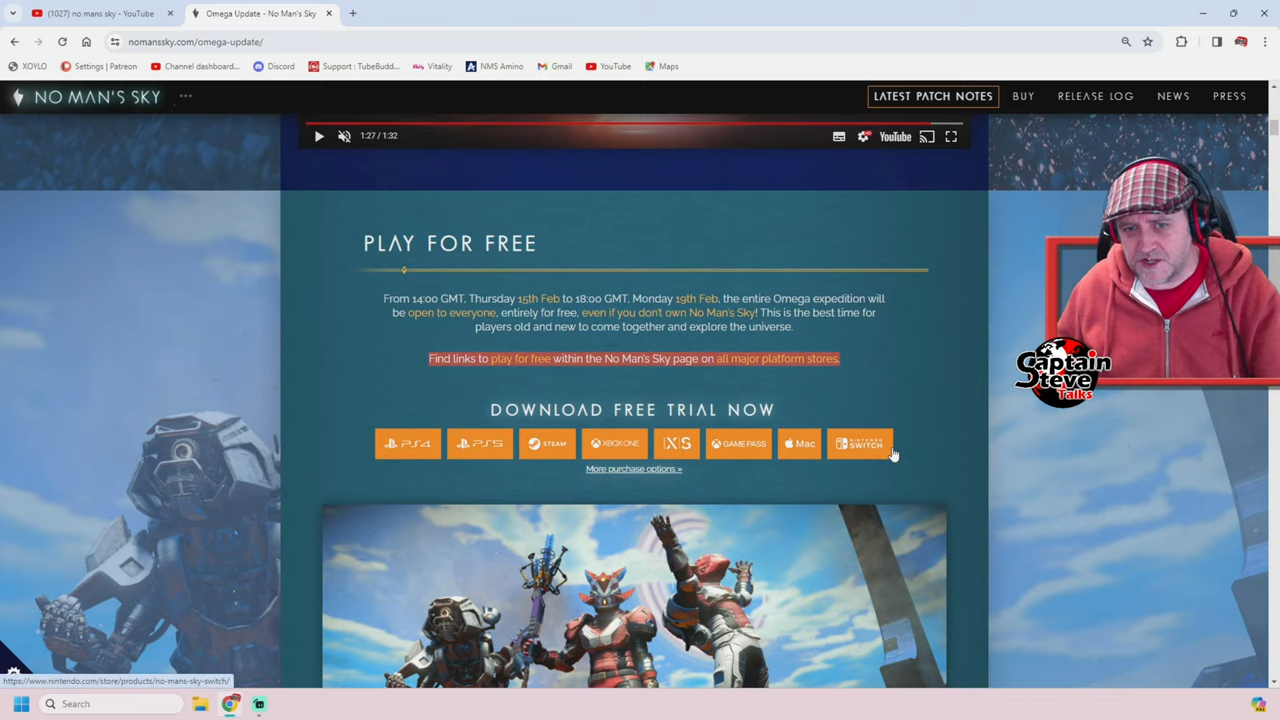 (1027) no mans sky - YouTube
Omega Update - No Man's Sky
nomanssky.com/omega-update/
XOYLO
Settings | Patreon
Channel dashboard...
Discord
Support : TubeBudd...
Vitality
NMS Amino
Gmail
YouTube
Maps
NO MAN'S SKY
LATEST PATCH NOTES
BUY
RELEASE LOG
NEWS
PRESS
1:27 / 1:32
YouTube
PLAY FOR FREE
From 14:00 GMT, Thursday 15th Feb to 18:00 GMT, Monday 19th Feb, the entire Omega expedition will
be open to everyone, entirely for free, even if you don't own No Man's Sky! This is the best time for
players old and new to come together and explore the universe.
Find links to play for free within the No Man's Sky page on all major platform stores.
DOWNLOAD FREE TRIAL NOW
PS4
PS5
STEAM
XBOX ONE
X|S
GAME PASS
Mac
NINTENDO
SWITCH
More purchase options »
Captain
Steve
Talks
https://www.nintendo.com/store/products/no-mans-sky-switch/
Search